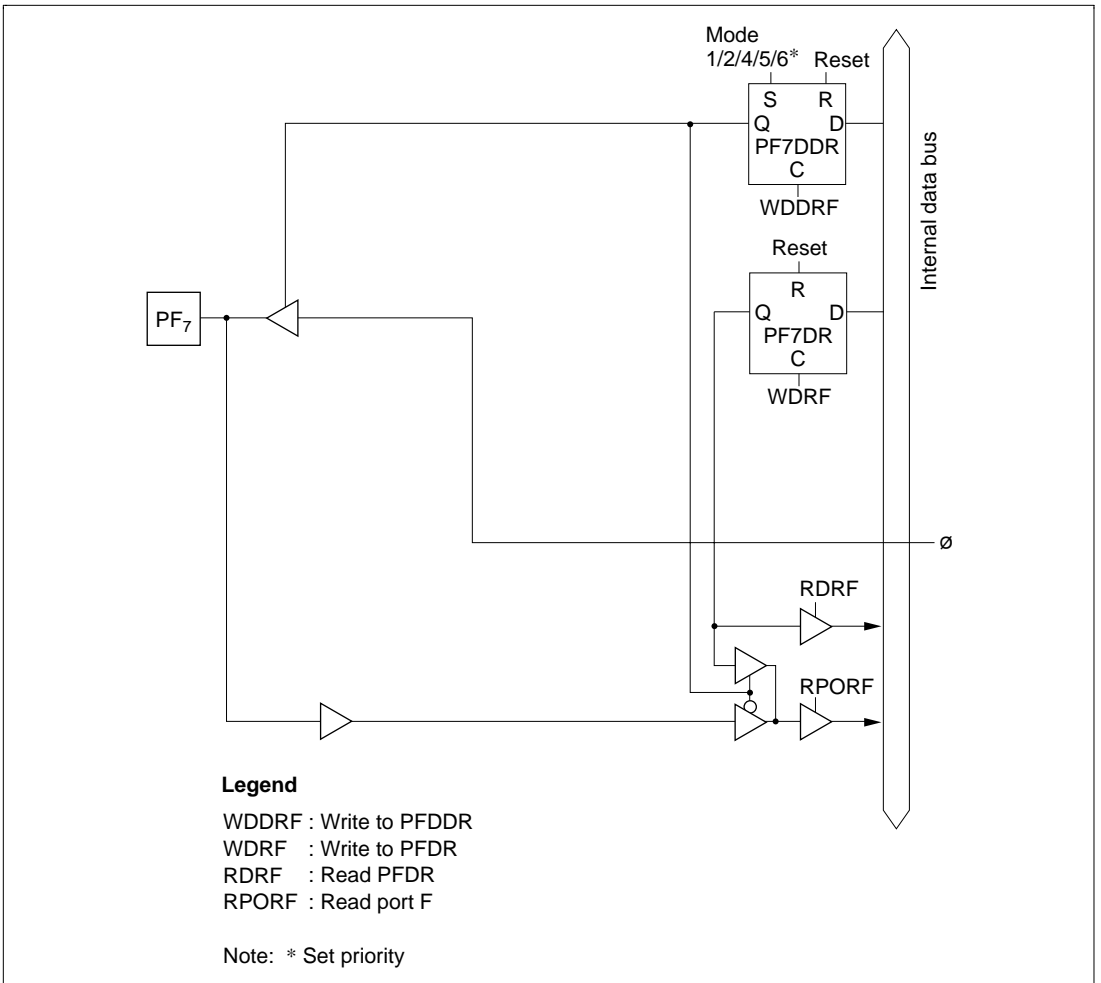 Mode
1/2/4/5/6* Reset
S R
Q D
PF7DDR
C
WDDRF
Internal data bus
Reset
R
Q D
PF7DR
C
WDRF
PF₇
ø
RDRF
RPORF
Legend
WDDRF : Write to PFDDR
WDRF : Write to PFDR
RDRF : Read PFDR
RPORF : Read port F
Note: * Set priority